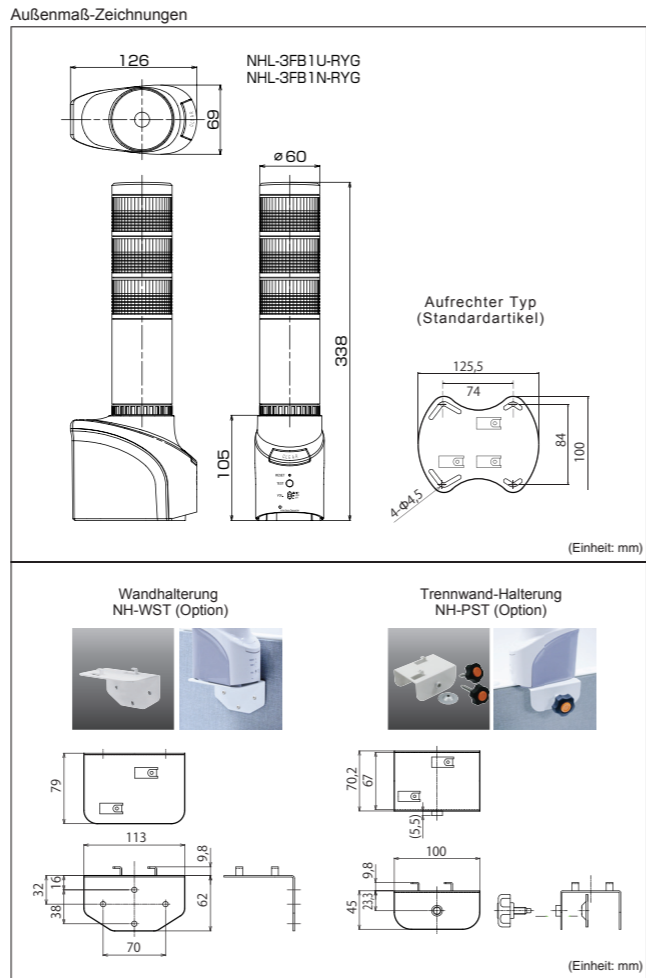 Außenmaß-Zeichnungen
126
NHL-3FB1U-RYG
NHL-3FB1N-RYG
69
ø60
338
105
CLEAR
Aufrechter Typ
(Standardartikel)
125,5
74
84
100
4-Φ4,5
(Einheit: mm)
Wandhalterung
NH-WST (Option)
79
113
9,8
32
16
38
62
70
Trennwand-Halterung
NH-PST (Option)
70,2
67
(5,5)
100
9,8
45
23,3
(Einheit: mm)